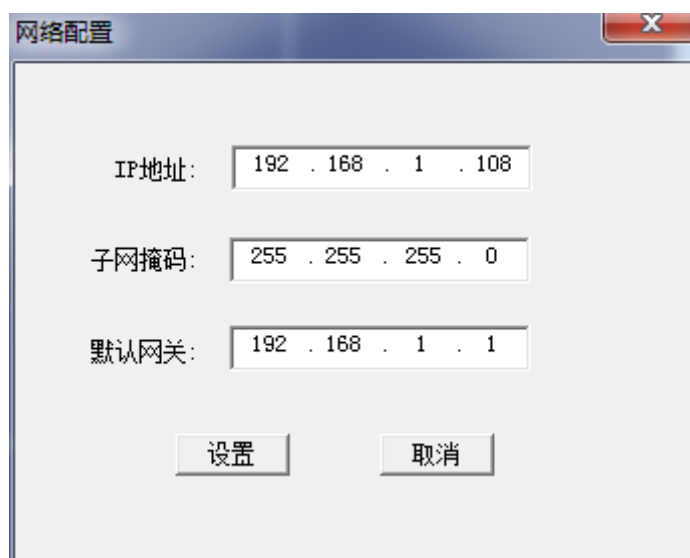 网络配置
IP地址: 192 . 168 . 1 . 108
子网掩码: 255 . 255 . 255 . 0
默认网关: 192 . 168 . 1 . 1
设置 取消